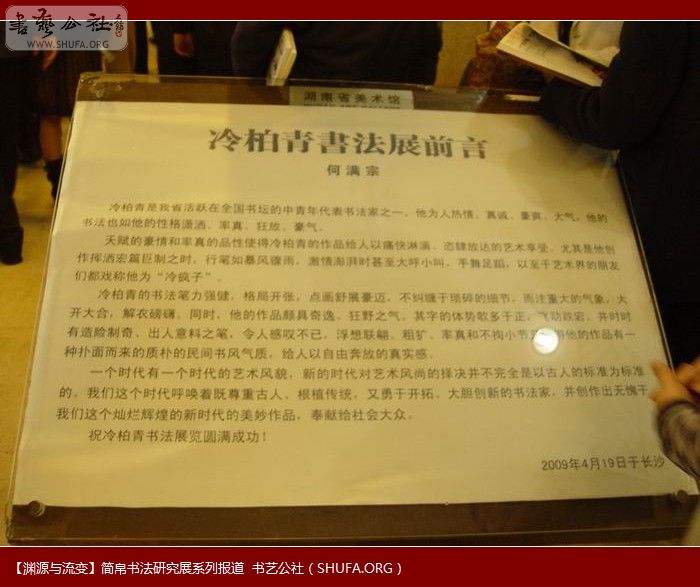 書藝公社
WWW.SHUFA.ORG
湖南省美术馆
冷柏青書法展前言
何满宗
冷柏青是我省活跃在全国书坛的中青年代表书法家之一，他为人热情、真诚、豪爽、大气，他的
书法也如他的性格潇洒、率真、狂放、豪气。
天赋的豪情和率真的品性使得冷柏青的作品给人以痛快淋漓、态肆放达的艺术享受，尤其是他创
作挥洒宏篇巨制之时，行笔如暴风骤雨，激情澎湃时甚至大呼小叫，手舞足蹈，以至于艺术界的朋友
们都戏称他为“冷疯子”。
冷柏青的书法笔力强健，格局开张，点画舒展豪迈，不纠缠于琐碎的细节，而注重大的气象，大
开大合，解衣磅礴，同时，他的作品颇具奇逸、狂野之气，其字的体势欹多于正，飞动跌宕，并时时
有造险制奇、出人意料之笔，令人感叹不已，浮想联翩、粗犷、率真和不拘小节 他的作品有一
种扑面而来的质朴的民间书风气质，给人以自由奔放的真实感。
一个时代有一个时代的艺术风貌，新的时代对艺术风尚的择决并不完全是以古人的标准为标准
的，我们这个时代呼唤着既尊重古人、根植传统，又勇于开拓、大胆创新的书法家，并创作出无愧于
我们这个灿烂辉煌的新时代的美妙作品，奉献给社会大众。
祝冷柏青书法展览圆满成功！
2009年4月19日于长沙
【渊源与流变】简帛书法研究展系列报道 书艺公社（SHUFA.ORG）